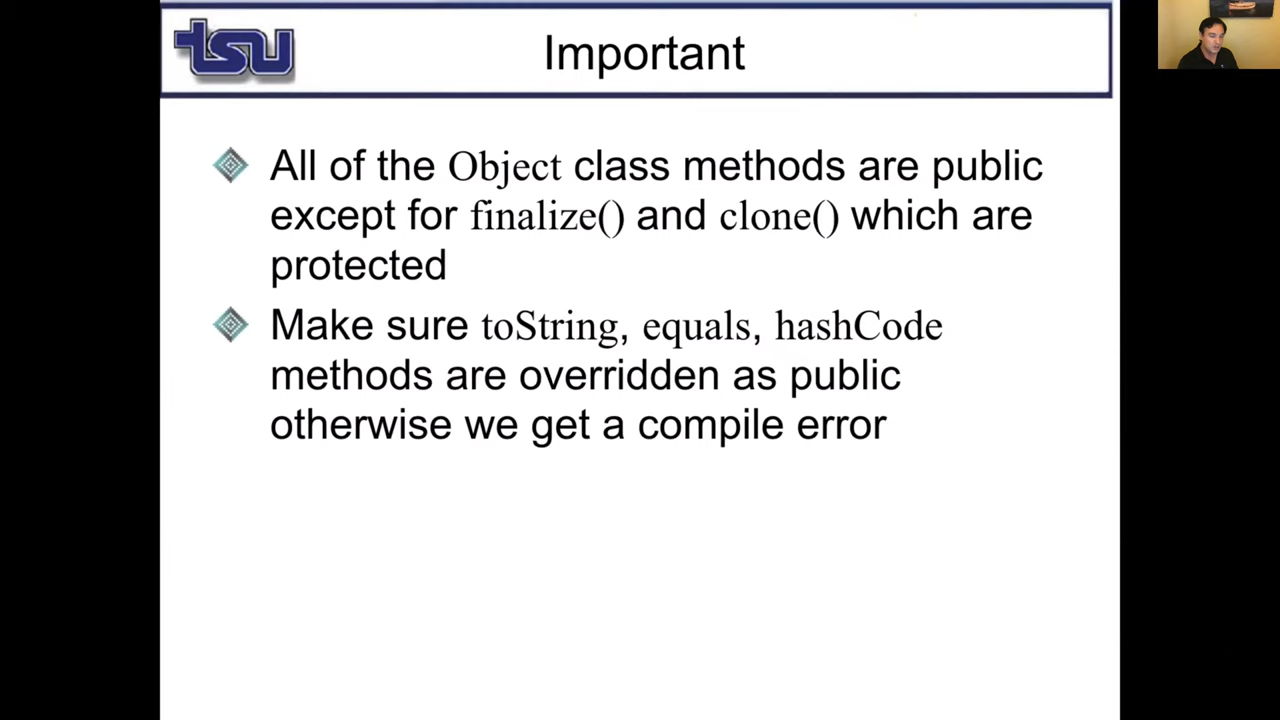 tsu
Important
All of the Object class methods are public
except for finalize() and clone() which are
protected
Make sure toString, equals, hashCode
methods are overridden as public
otherwise we get a compile error